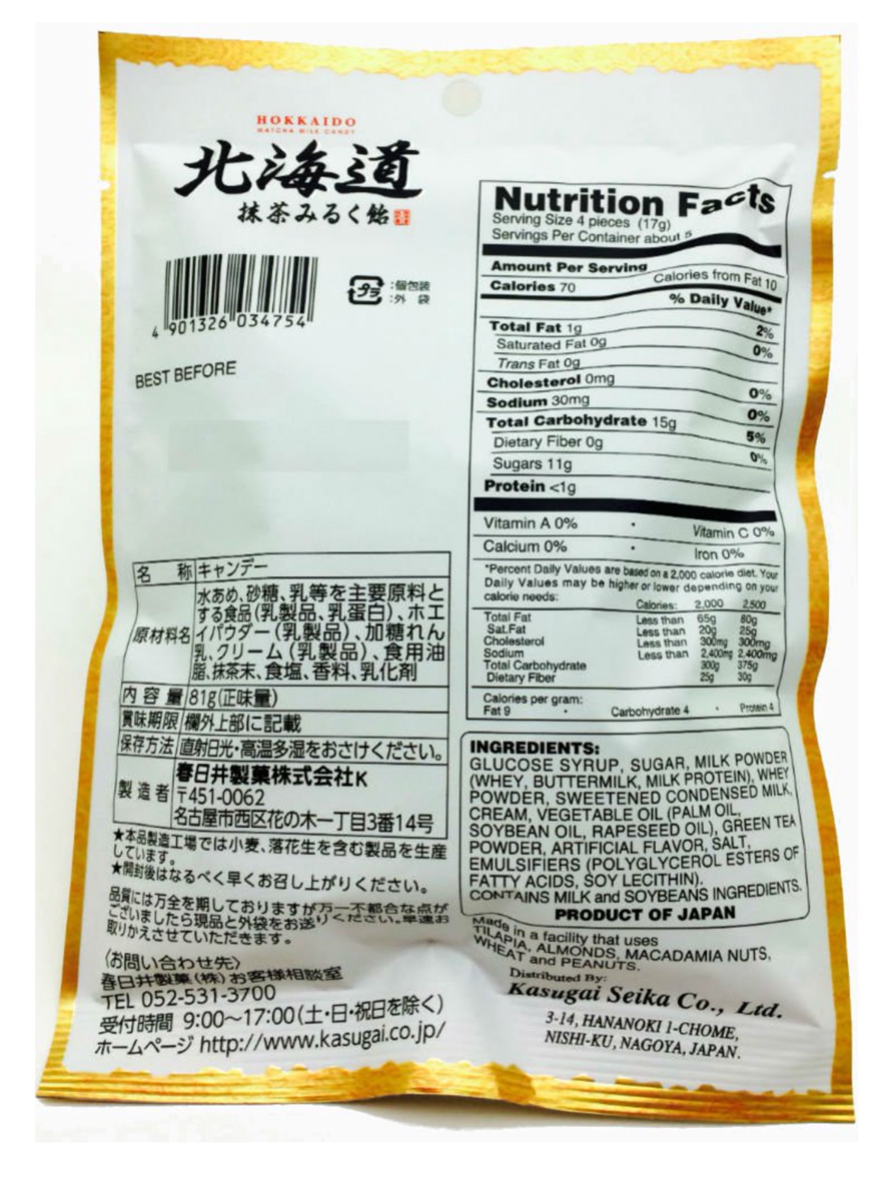 HOKKAIDO
MATCHA MILK CANDY
北海道
抹茶みるく飴
4 901326 034754
プラ
:個包装
:外 袋
BEST BEFORE
名 称 キャンデー
原材料名 水あめ、砂糖、乳等を主要原料と
する食品(乳製品、乳蛋白)、ホエ
イパウダー(乳製品)、加糖れん
乳、クリーム(乳製品)、食用油
脂、抹茶末、食塩、香料、乳化剤
内 容 量 81g(正味量)
賞味期限 欄外上部に記載
保存方法 直射日光・高温多湿をおさけください。
製 造 者 春日井製菓株式会社K
〒451-0062
名古屋市西区花の木一丁目3番14号
★本品製造工場では小麦、落花生を含む製品を生産
しています。
★開封後はなるべく早くお召し上がりください。
品質には万全を期しておりますが万一不都合な点が
ございましたら現品と外袋をお送りください。早速お
取りかえさせていただきます。
〈お問い合わせ先〉
春日井製菓(株)お客様相談室
TEL 052-531-3700
受付時間 9:00〜17:00(土・日・祝日を除く)
ホームページ http://www.kasugai.co.jp/
Nutrition Facts
Serving Size 4 pieces (17g)
Servings Per Container about 5
Amount Per Serving
Calories 70 Calories from Fat 10
% Daily Value*
Total Fat 1g 2%
Saturated Fat 0g 0%
Trans Fat 0g
Cholesterol 0mg 0%
Sodium 30mg 0%
Total Carbohydrate 15g 5%
Dietary Fiber 0g 0%
Sugars 11g
Protein <1g
Vitamin A 0% • Vitamin C 0%
Calcium 0% • Iron 0%
*Percent Daily Values are based on a 2,000 calorie diet. Your
Daily Values may be higher or lower depending on your
calorie needs:
Calories: 2,000 2,500
Total Fat Less than 65g 80g
Sat.Fat Less than 20g 25g
Cholesterol Less than 300mg 300mg
Sodium Less than 2,400mg 2,400mg
Total Carbohydrate 300g 375g
Dietary Fiber 25g 30g
Calories per gram:
Fat 9 • Carbohydrate 4 • Protein 4
INGREDIENTS:
GLUCOSE SYRUP, SUGAR, MILK POWDER
(WHEY, BUTTERMILK, MILK PROTEIN), WHEY
POWDER, SWEETENED CONDENSED MILK,
CREAM, VEGETABLE OIL (PALM OIL,
SOYBEAN OIL, RAPESEED OIL), GREEN TEA
POWDER, ARTIFICIAL FLAVOR, SALT,
EMULSIFIERS (POLYGLYCEROL ESTERS OF
FATTY ACIDS, SOY LECITHIN).
CONTAINS MILK and SOYBEANS INGREDIENTS.
PRODUCT OF JAPAN
Made in a facility that uses
TILAPIA, ALMONDS, MACADAMIA NUTS,
WHEAT and PEANUTS.
Distributed By:
Kasugai Seika Co., Ltd.
3-14, HANANOKI 1-CHOME,
NISHI-KU, NAGOYA, JAPAN.